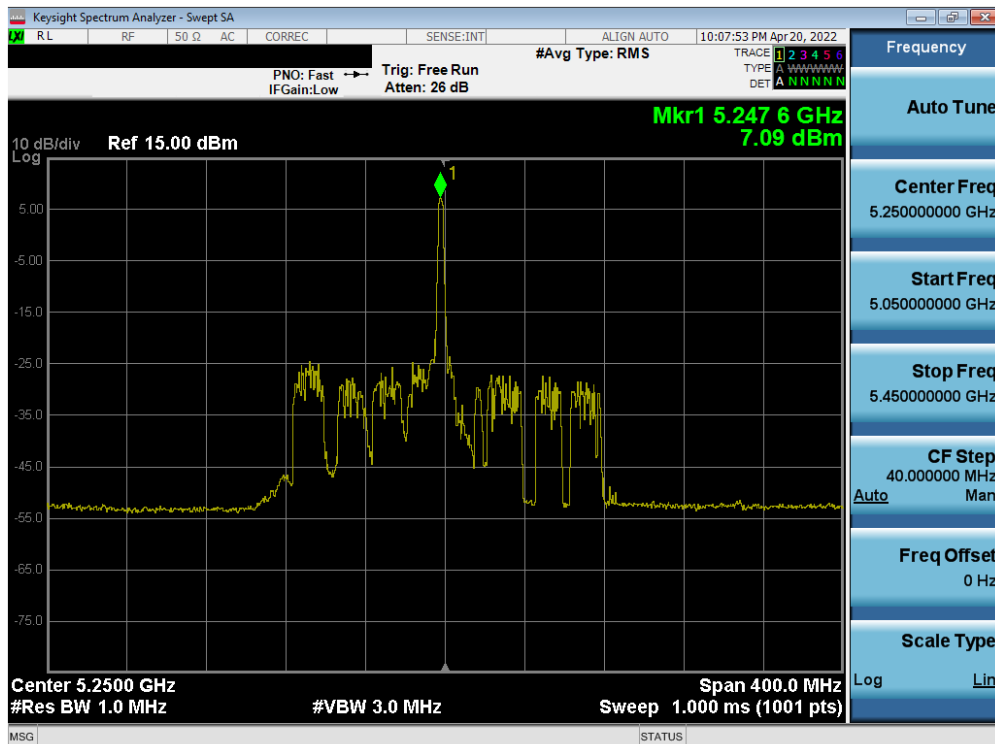 Keysight Spectrum Analyzer - Swept SA
LXI RL RF 50 Ω AC CORREC SENSE:INT ALIGN AUTO 10:07:53 PM Apr 20, 2022
#Avg Type: RMS TRACE 1 2 3 4 5 6
PNO: Fast Trig: Free Run TYPE A WWWWW
IFGain:Low Atten: 26 dB DET A N N N N N
Mkr1 5.247 6 GHz
7.09 dBm
10 dB/div Ref 15.00 dBm
Log
1
5.00
-5.00
-15.0
-25.0
-35.0
-45.0
-55.0
-65.0
-75.0
Center 5.2500 GHz Span 400.0 MHz
#Res BW 1.0 MHz #VBW 3.0 MHz Sweep 1.000 ms (1001 pts)
MSG STATUS
Frequency
Auto Tune
Center Freq
5.250000000 GHz
Start Freq
5.050000000 GHz
Stop Freq
5.450000000 GHz
CF Step
40.000000 MHz
Auto Man
Freq Offset
0 Hz
Scale Type
Log Lin